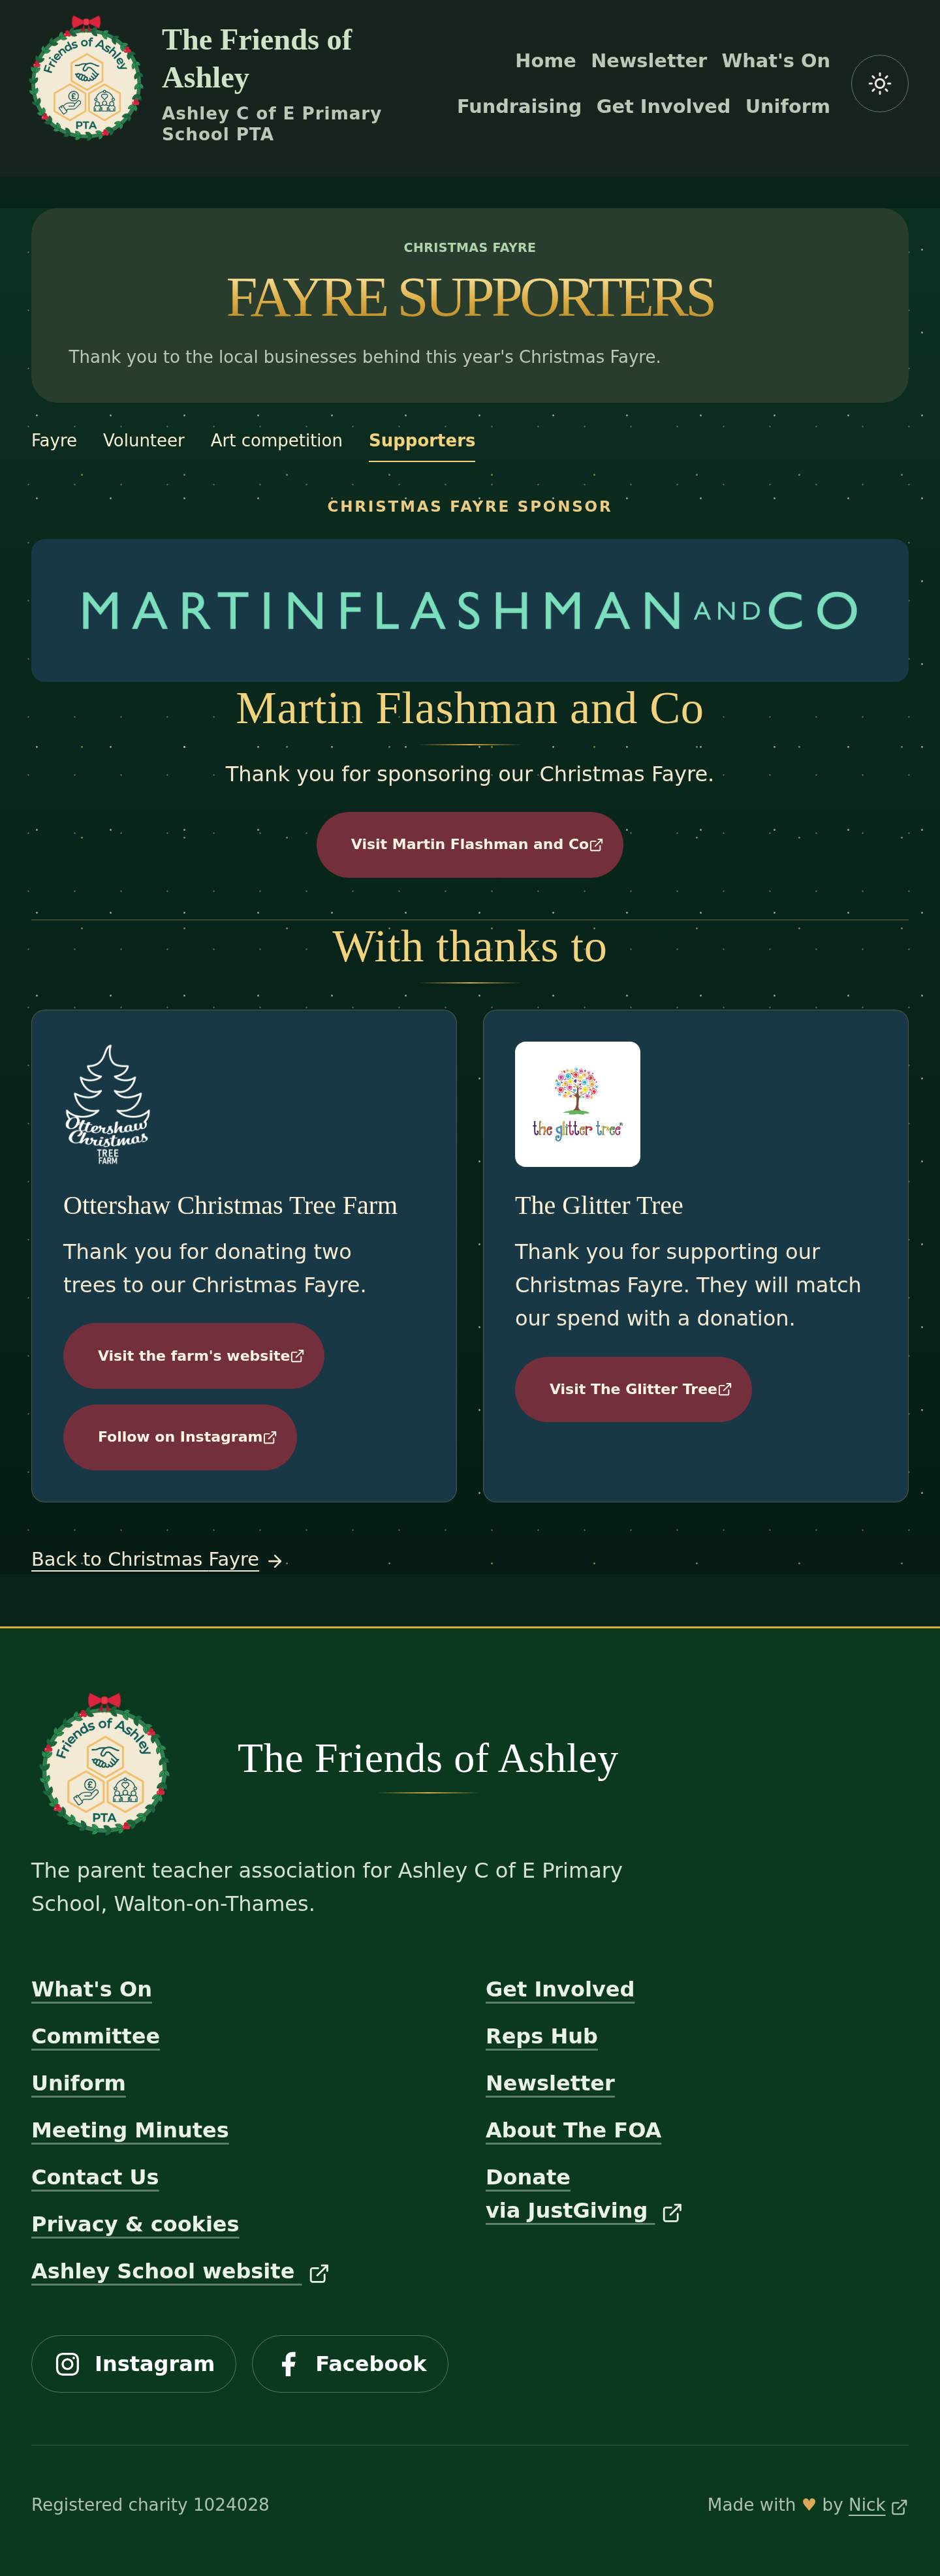 Friends of Ashley
PTA
The Friends of
Ashley
Ashley C of E Primary
School PTA
Home Newsletter What's On
Fundraising Get Involved Uniform
CHRISTMAS FAYRE
FAYRE SUPPORTERS
Thank you to the local businesses behind this year's Christmas Fayre.
Fayre Volunteer Art competition Supporters
CHRISTMAS FAYRE SPONSOR
MARTINFLASHMAN AND CO
Martin Flashman and Co
Thank you for sponsoring our Christmas Fayre.
Visit Martin Flashman and Co
With thanks to
Ottershaw
Christmas
TREE
FARM
Ottershaw Christmas Tree Farm
Thank you for donating two
trees to our Christmas Fayre.
Visit the farm's website
Follow on Instagram
the glitter tree
The Glitter Tree
Thank you for supporting our
Christmas Fayre. They will match
our spend with a donation.
Visit The Glitter Tree
Back to Christmas Fayre →
Friends of Ashley
PTA
The Friends of Ashley
The parent teacher association for Ashley C of E Primary
School, Walton-on-Thames.
What's On
Committee
Uniform
Meeting Minutes
Contact Us
Privacy & cookies
Ashley School website
Get Involved
Reps Hub
Newsletter
About The FOA
Donate
via JustGiving
Instagram
Facebook
Registered charity 1024028
Made with ♥ by Nick